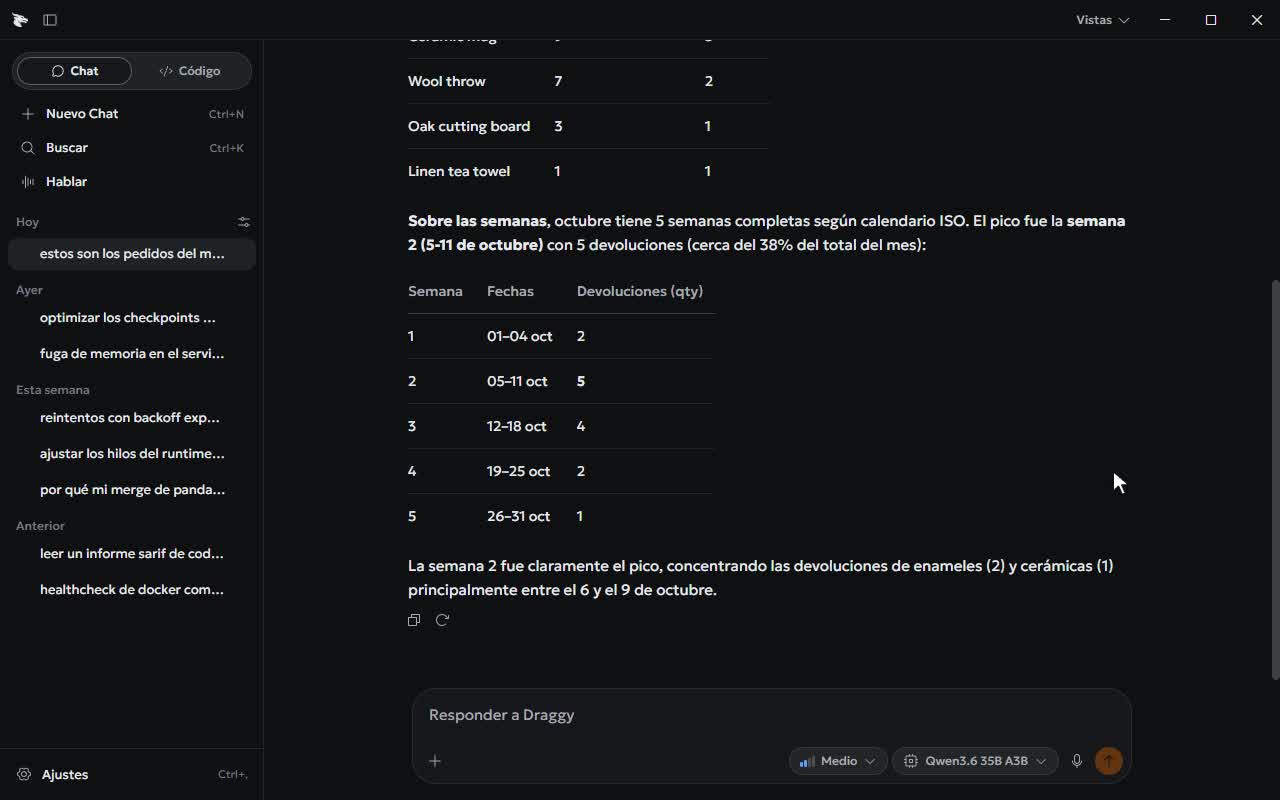 Vistas
Chat
Código
Nuevo Chat Ctrl+N
Buscar Ctrl+K
Hablar
Hoy
estos son los pedidos del m...
Ayer
optimizar los checkpoints ...
fuga de memoria en el servi...
Esta semana
reintentos con backoff exp...
ajustar los hilos del runtime...
por qué mi merge de panda...
Anterior
leer un informe sarif de cod...
healthcheck de docker com...
Ajustes Ctrl+,
Wool throw 7 2
Oak cutting board 3 1
Linen tea towel 1 1
Sobre las semanas, octubre tiene 5 semanas completas según calendario ISO. El pico fue la semana
2 (5-11 de octubre) con 5 devoluciones (cerca del 38% del total del mes):
Semana Fechas Devoluciones (qty)
1 01–04 oct 2
2 05–11 oct 5
3 12–18 oct 4
4 19–25 oct 2
5 26–31 oct 1
La semana 2 fue claramente el pico, concentrando las devoluciones de enameles (2) y cerámicas (1)
principalmente entre el 6 y el 9 de octubre.
Responder a Draggy
Medio
Qwen3.6 35B A3B